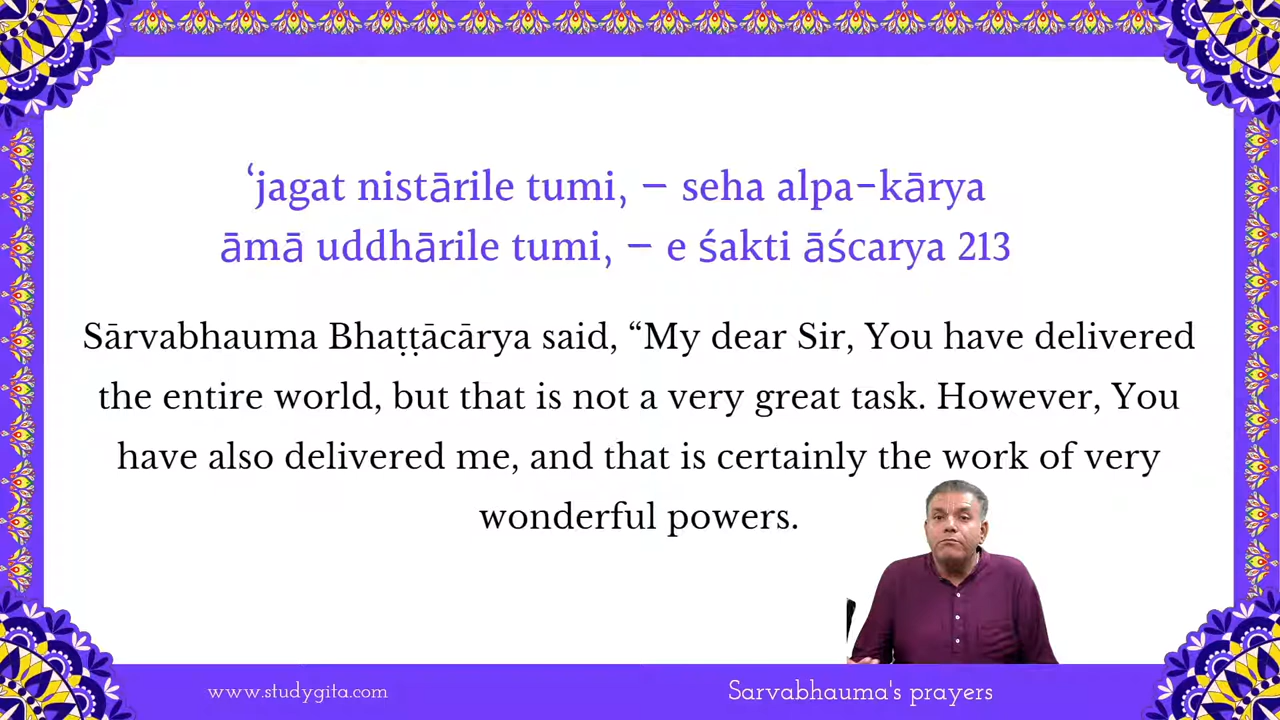 ‘jagat nistārile tumi, – seha alpa-kārya
āmā uddhārile tumi, – e śakti āścarya 213
Sārvabhauma Bhaṭṭācārya said, “My dear Sir, You have delivered
the entire world, but that is not a very great task. However, You
have also delivered me, and that is certainly the work of very
wonderful powers.
www.studygita.com
Sarvabhauma's prayers